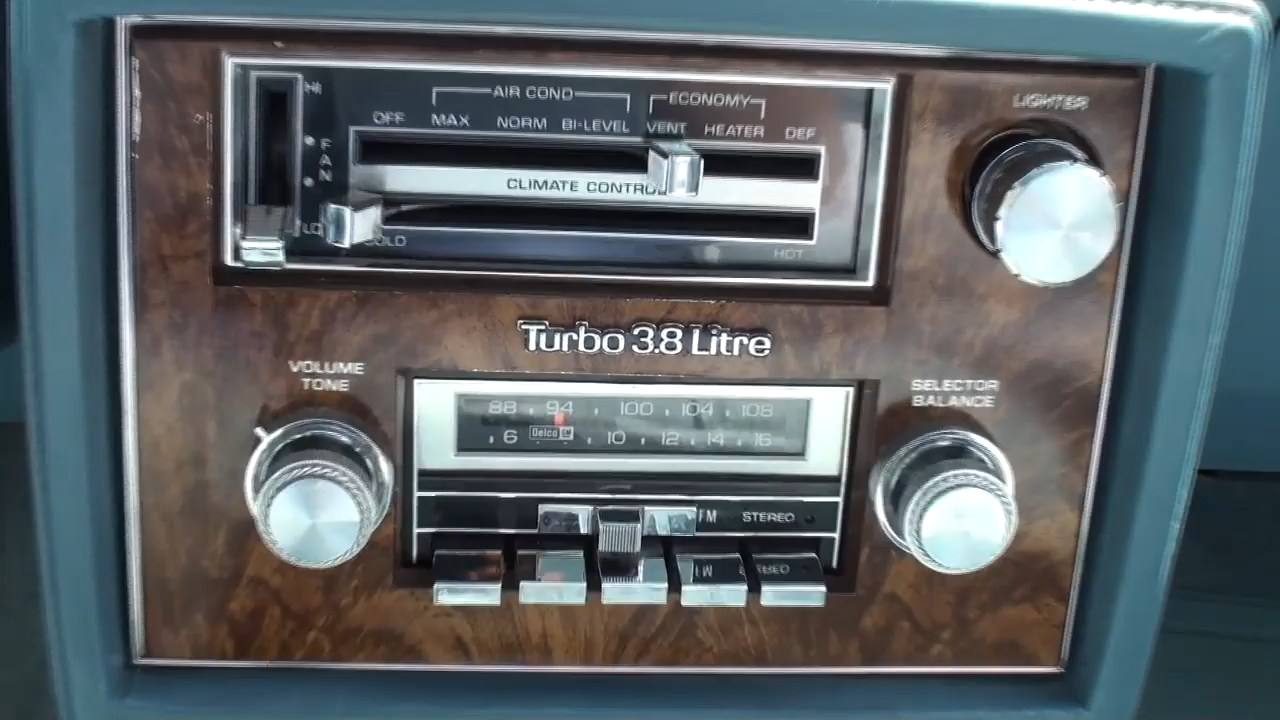 LIGHTER
HI
AIR COND
ECONOMY
OFF MAX NORM BI-LEVEL VENT HEATER DEF
FAN
CLIMATE CONTROL
LO COLD
HOT
Turbo 3.8 Litre
VOLUME
TONE
SELECTOR
BALANCE
88 94 100 104 108
Delco
6 10 12 14 16
FM STEREO